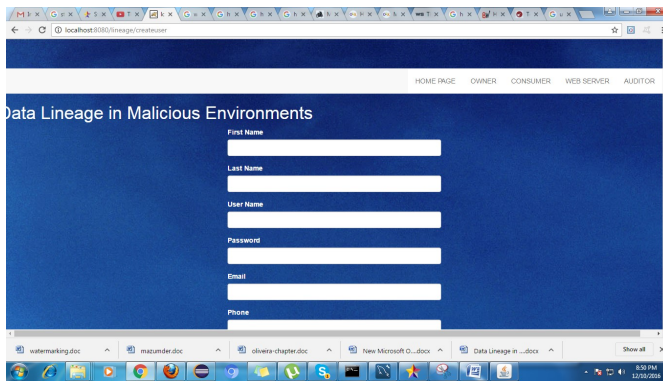 localhost:8080/lineage/createuser
HOME PAGE OWNER CONSUMER WEB SERVER AUDITOR
Data Lineage in Malicious Environments
First Name
Last Name
User Name
Password
Email
Phone
watermarking.doc mazumder.doc oliveira-chapter.doc New Microsoft O....docx Data Lineage in ....docx Show all
8:50 PM
12/10/2016